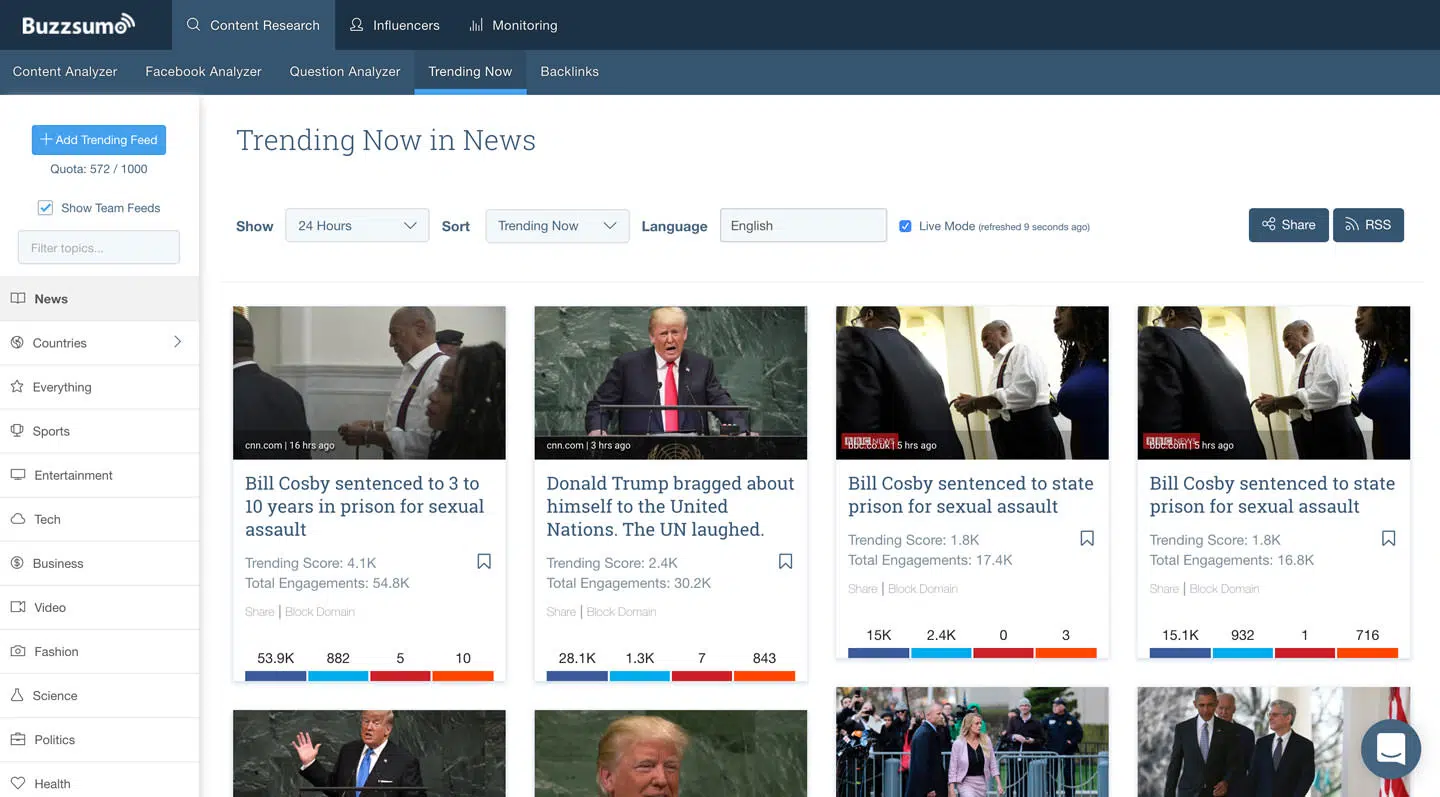 Buzzsumo
Content Research
Influencers
Monitoring
Content Analyzer
Facebook Analyzer
Question Analyzer
Trending Now
Backlinks
+ Add Trending Feed
Quota: 572 / 1000
Show Team Feeds
Filter topics...
News
Countries
Everything
Sports
Entertainment
Tech
Business
Video
Fashion
Science
Politics
Health
Trending Now in News
Show
24 Hours
Sort
Trending Now
Language
English
Live Mode (refreshed 9 seconds ago)
Share
RSS
cnn.com | 16 hrs ago
Bill Cosby sentenced to 3 to
10 years in prison for sexual
assault
Trending Score: 4.1K
Total Engagements: 54.8K
Share | Block Domain
53.9K 882 5 10
cnn.com | 3 hrs ago
Donald Trump bragged about
himself to the United
Nations. The UN laughed.
Trending Score: 2.4K
Total Engagements: 30.2K
Share | Block Domain
28.1K 1.3K 7 843
BBC NEWS
bbc.co.uk | 5 hrs ago
Bill Cosby sentenced to state
prison for sexual assault
Trending Score: 1.8K
Total Engagements: 17.4K
Share | Block Domain
15K 2.4K 0 3
BBC NEWS
bbc.com | 5 hrs ago
Bill Cosby sentenced to state
prison for sexual assault
Trending Score: 1.8K
Total Engagements: 16.8K
Share | Block Domain
15.1K 932 1 716